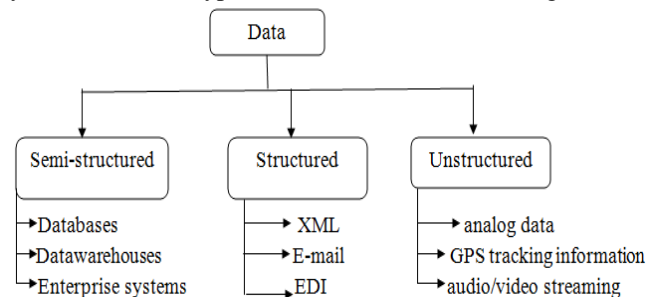 Data
Semi-structured
Structured
Unstructured
Databases
Datawarehouses
Enterprise systems
XML
E-mail
EDI
analog data
GPS tracking information
audio/video streaming